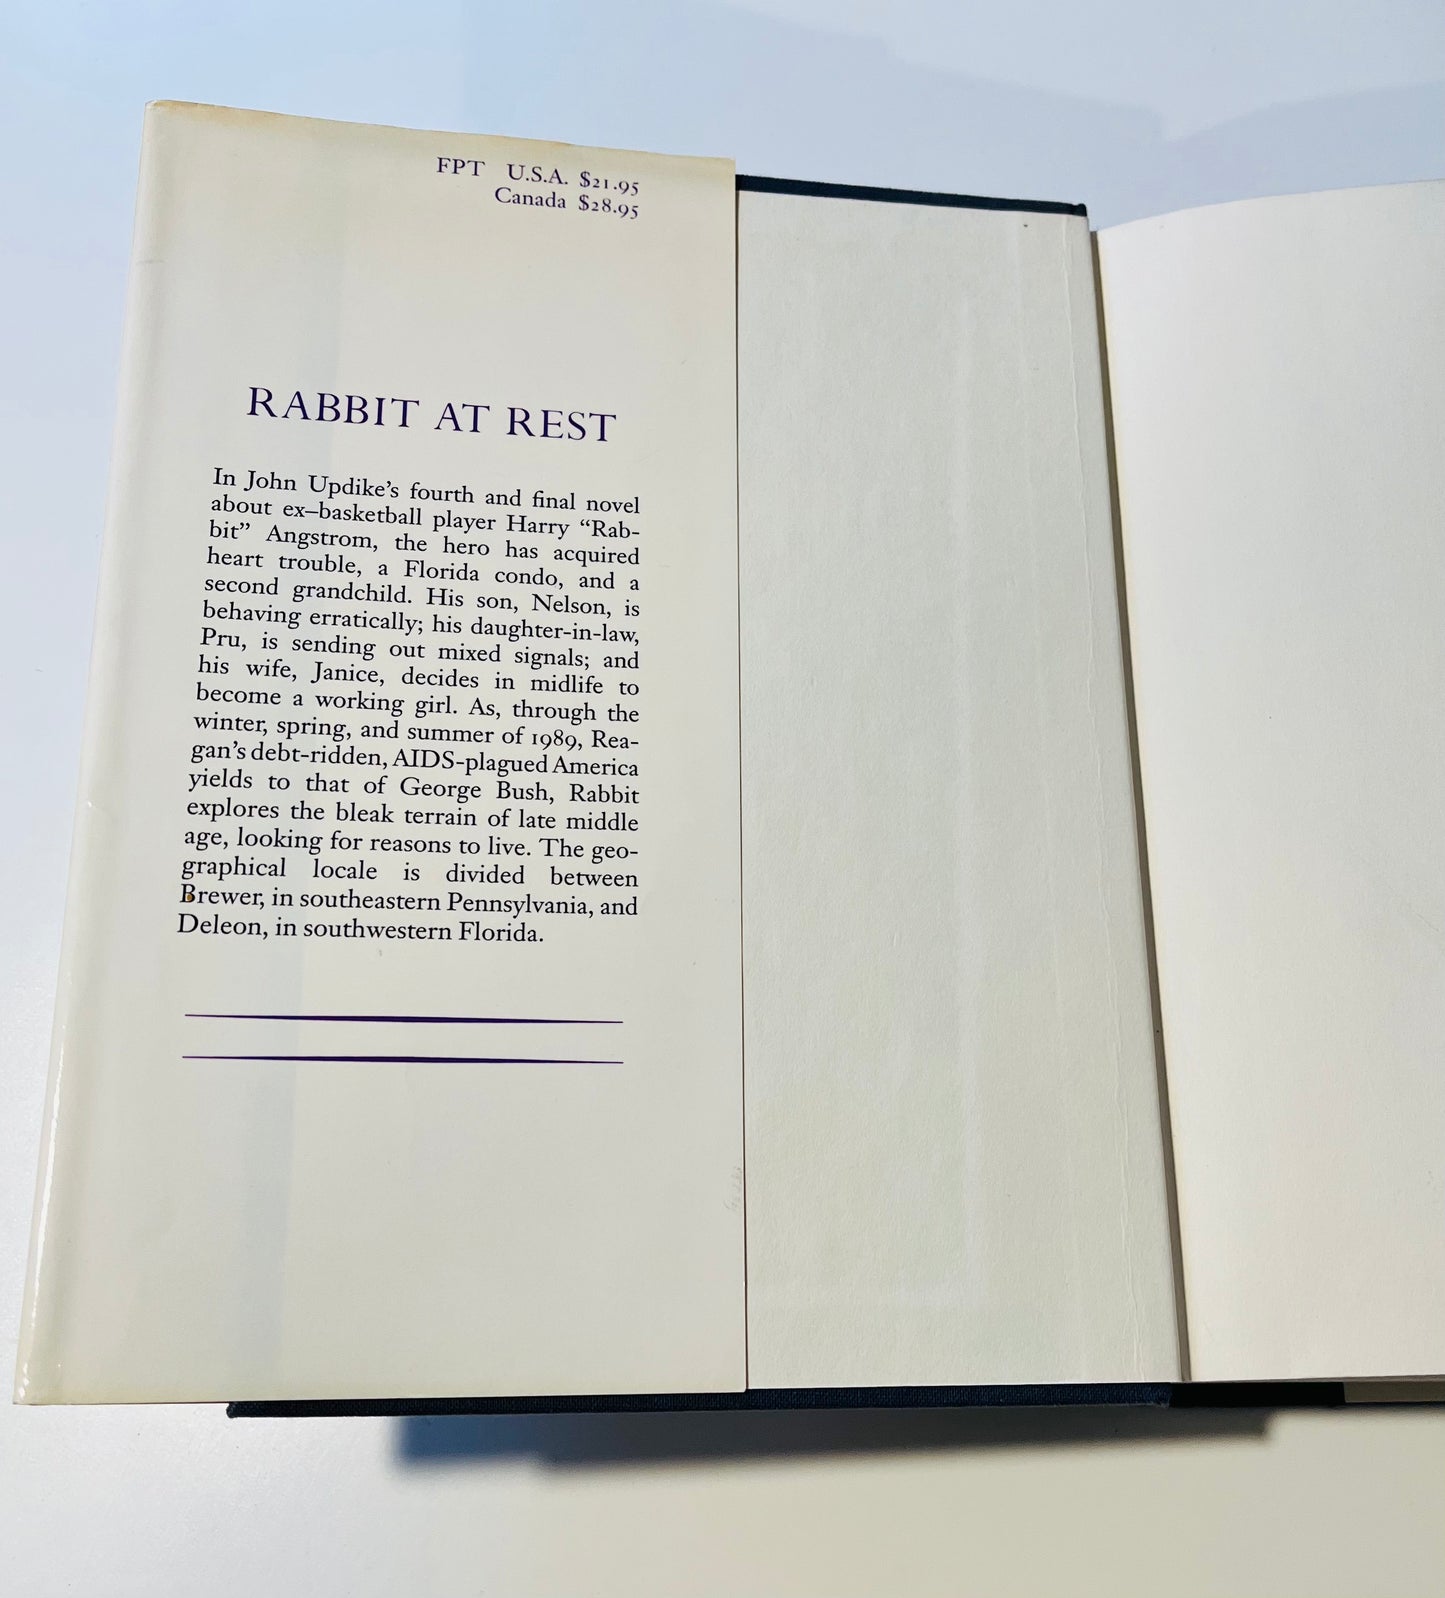 FPT U.S.A. $21.95
Canada $28.95
RABBIT AT REST
In John Updike's fourth and final novel
about ex–basketball player Harry “Rab-
bit” Angstrom, the hero has acquired
heart trouble, a Florida condo, and a
second grandchild. His son, Nelson, is
behaving erratically; his daughter-in-law,
Pru, is sending out mixed signals; and
his wife, Janice, decides in midlife to
become a working girl. As, through the
winter, spring, and summer of 1989, Rea-
gan's debt-ridden, AIDS-plagued America
yields to that of George Bush, Rabbit
explores the bleak terrain of late middle
age, looking for reasons to live. The geo-
graphical locale is divided between
Brewer, in southeastern Pennsylvania, and
Deleon, in southwestern Florida.